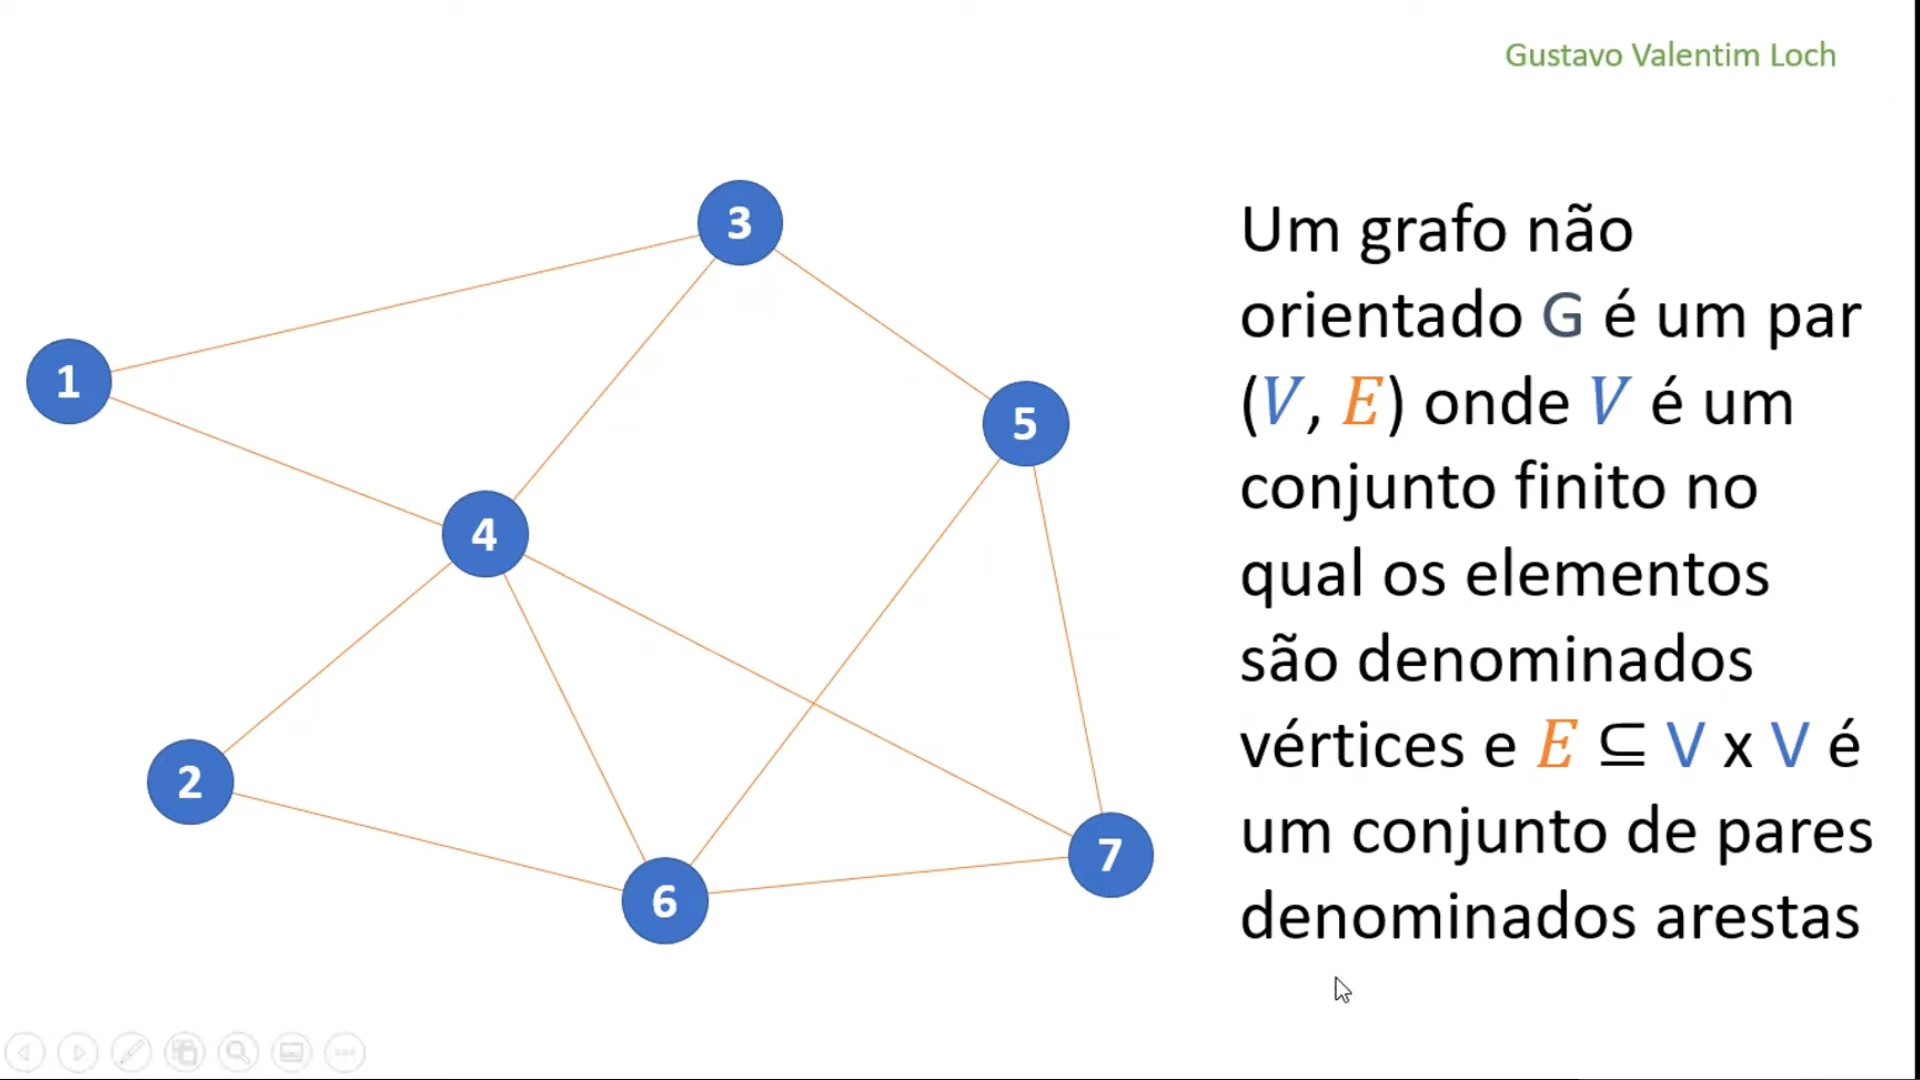 Gustavo Valentim Loch
3
1
5
4
2
7
6
Um grafo não
orientado G é um par
(V, E) onde V é um
conjunto finito no
qual os elementos
são denominados
vértices e E ⊆ V x V é
um conjunto de pares
denominados arestas